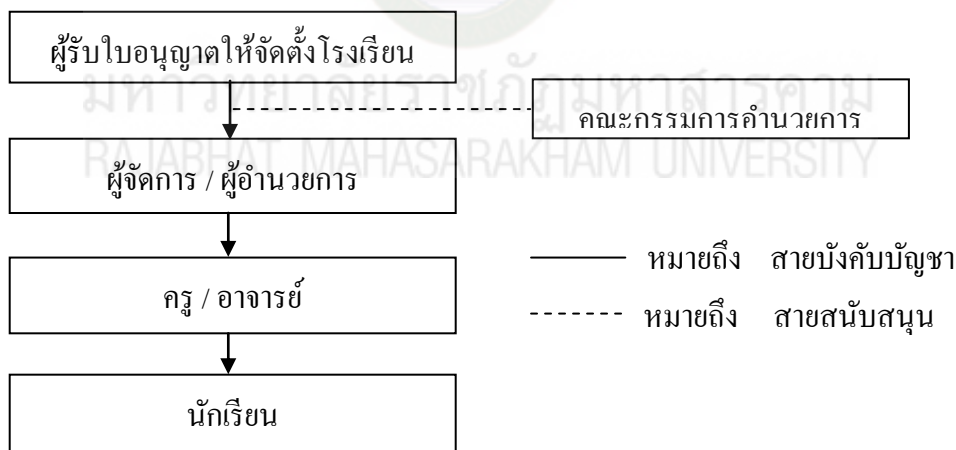 ผู้รับใบอนุญาตให้จัดตั้งโรงเรียน
มหาวิทยาลัยราชภัฏมหาสารคาม
คณะกรรมการอำนวยการ
RAJABHAT MAHASARAKHAM UNIVERSITY
ผู้จัดการ / ผู้อำนวยการ
หมายถึง สายบังคับบัญชา
ครู / อาจารย์
หมายถึง สายสนับสนุน
นักเรียน